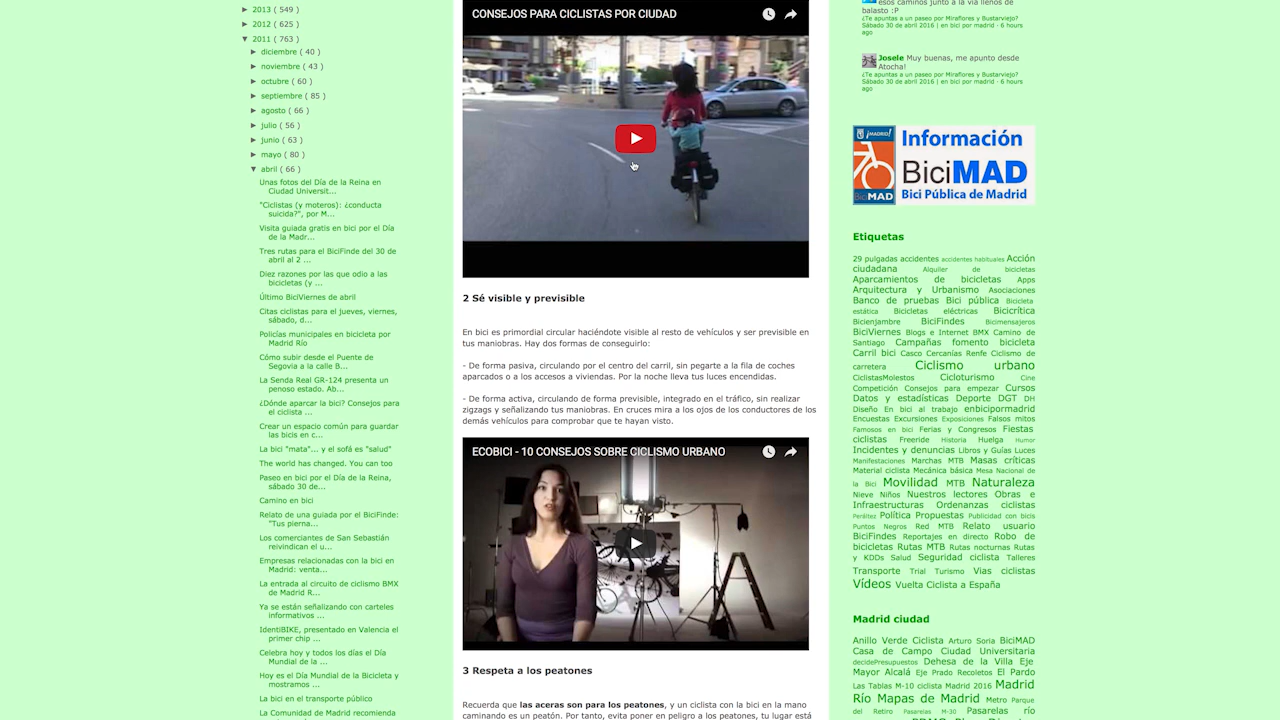 ► 2013 ( 549 )
► 2012 ( 625 )
▼ 2011 ( 763 )
► diciembre ( 40 )
► noviembre ( 43 )
► octubre ( 60 )
► septiembre ( 85 )
► agosto ( 66 )
► julio ( 56 )
► junio ( 63 )
► mayo ( 80 )
▼ abril ( 66 )
Unas fotos del Día de la Reina en
Ciudad Universit...
"Ciclistas (y moteros): ¿conducta
suicida?", por M...
Visita guiada gratis en bici por el Día
de la Madr...
Tres rutas para el BiciFinde del 30 de
abril al 2 ...
Diez razones por las que odio a las
bicicletas (y ...
Último BiciViernes de abril
Citas ciclistas para el jueves, viernes,
sábado, d...
Policías municipales en bicicleta por
Madrid Río
Cómo subir desde el Puente de
Segovia a la calle B...
La Senda Real GR-124 presenta un
penoso estado. Ab...
¿Dónde aparcar la bici? Consejos para
el ciclista ...
Crear un espacio común para guardar
las bicis en c...
La bici "mata"... y el sofá es "salud"
The world has changed. You can too
Paseo en bici por el Día de la Reina,
sábado 30 de...
Camino en bici
Relato de una guiada por el BiciFinde:
"Tus pierna...
Los comerciantes de San Sebastián
reivindican el u...
Empresas relacionadas con la bici en
Madrid: venta...
La entrada al circuito de ciclismo BMX
de Madrid R...
Ya se están señalizando con carteles
informativos ...
IdentiBIKE, presentado en Valencia el
primer chip ...
Celebra hoy y todos los días el Día
Mundial de la ...
Hoy es el Día Mundial de la Bicicleta y
mostramos ...
La bici en el transporte público
La Comunidad de Madrid recomienda
CONSEJOS PARA CICLISTAS POR CIUDAD
2 Sé visible y previsible
En bici es primordial circular haciéndote visible al resto de vehículos y ser previsible en
tus maniobras. Hay dos formas de conseguirlo:
- De forma pasiva, circulando por el centro del carril, sin pegarte a la fila de coches
aparcados o a los accesos a viviendas. Por la noche lleva tus luces encendidas.
- De forma activa, circulando de forma previsible, integrado en el tráfico, sin realizar
zigzags y señalizando tus maniobras. En cruces mira a los ojos de los conductores de los
demás vehículos para comprobar que te hayan visto.
ECOBICI - 10 CONSEJOS SOBRE CICLISMO URBANO
3 Respeta a los peatones
Recuerda que las aceras son para los peatones, y un ciclista con la bici en la mano
caminando es un peatón. Por tanto, evita poner en peligro a los peatones, tu lugar está
esos caminos junto a la vía llenos de
balasto :P
¿Te apuntas a un paseo por Miraflores y Bustarviejo?
Sábado 30 de abril 2016 | en bici por madrid · 6 hours
ago
Josele Muy buenas, me apunto desde
Atocha!
¿Te apuntas a un paseo por Miraflores y Bustarviejo?
Sábado 30 de abril 2016 | en bici por madrid · 6 hours
ago
¡MADRID!
Información
BiciMAD
Bici Pública de Madrid
BiciMAD
Etiquetas
29 pulgadas accidentes accidentes habituales Acción
ciudadana Alquiler de bicicletas
Aparcamientos de bicicletas Apps
Arquitectura y Urbanismo Asociaciones
Banco de pruebas Bici pública Bicicleta
estática Bicicletas eléctricas Bicicrítica
Bicienjambre BiciFindes Bicimensajeros
BiciViernes Blogs e Internet BMX Camino de
Santiago Campañas fomento bicicleta
Carril bici Casco Cercanías Renfe Ciclismo de
carretera Ciclismo urbano
CiclistasMolestos Cicloturismo Cine
Competición Consejos para empezar Cursos
Datos y estadísticas Deporte DGT DH
Diseño En bici al trabajo enbicipormadrid
Encuestas Excursiones Exposiciones Falsos mitos
Famosos en bici Ferias y Congresos Fiestas
ciclistas Freeride Historia Huelga Humor
Incidentes y denuncias Libros y Guías Luces
Manifestaciones Marchas MTB Masas críticas
Material ciclista Mecánica básica Mesa Nacional de
la Bici Movilidad MTB Naturaleza
Nieve Niños Nuestros lectores Obras e
Infraestructuras Ordenanzas ciclistas
Peráltez Política Propuestas Publicidad con bicis
Puntos Negros Red MTB Relato usuario
BiciFindes Reportajes en directo Robo de
bicicletas Rutas MTB Rutas nocturnas Rutas
y KDDs Salud Seguridad ciclista Talleres
Transporte Trial Turismo Vias ciclistas
Vídeos Vuelta Ciclista a España
Madrid ciudad
Anillo Verde Ciclista Arturo Soria BiciMAD
Casa de Campo Ciudad Universitaria
decidePresupuestos Dehesa de la Villa Eje
Mayor Alcalá Eje Prado Recoletos El Pardo
Las Tablas M-10 ciclista Madrid 2016 Madrid
Río Mapas de Madrid Metro Parque
del Retiro Pasarelas M-30 Pasarelas río